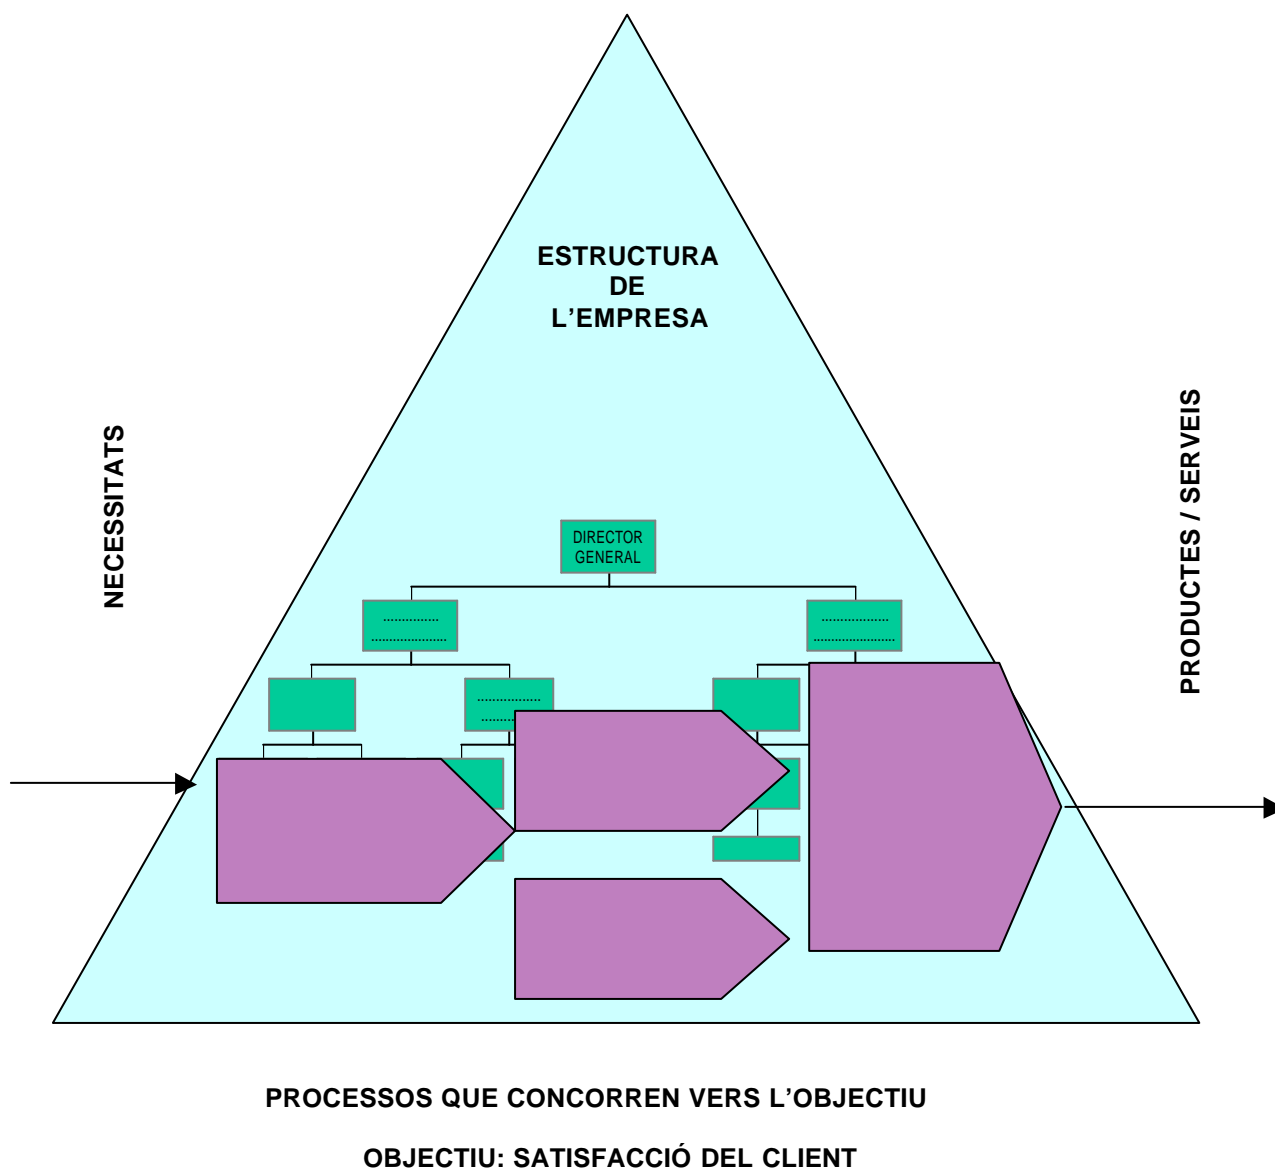 ESTRUCTURA
DE
L'EMPRESA
NECESSITATS
PRODUCTES / SERVEIS
DIRECTOR
GENERAL
...............
.....................
..................
......................
.................
.........
PROCESSOS QUE CONCORREN VERS L'OBJECTIU
OBJECTIU: SATISFACCIÓ DEL CLIENT